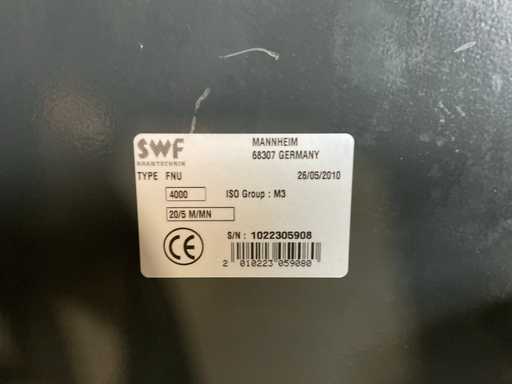 SWF
KRANTECHNIK
MANNHEIM
68307 GERMANY
TYPE FNU
26/05/2010
4000
ISO Group : M3
20/5 M/MN
S/N : 1022305908
CE
2 010223 059080